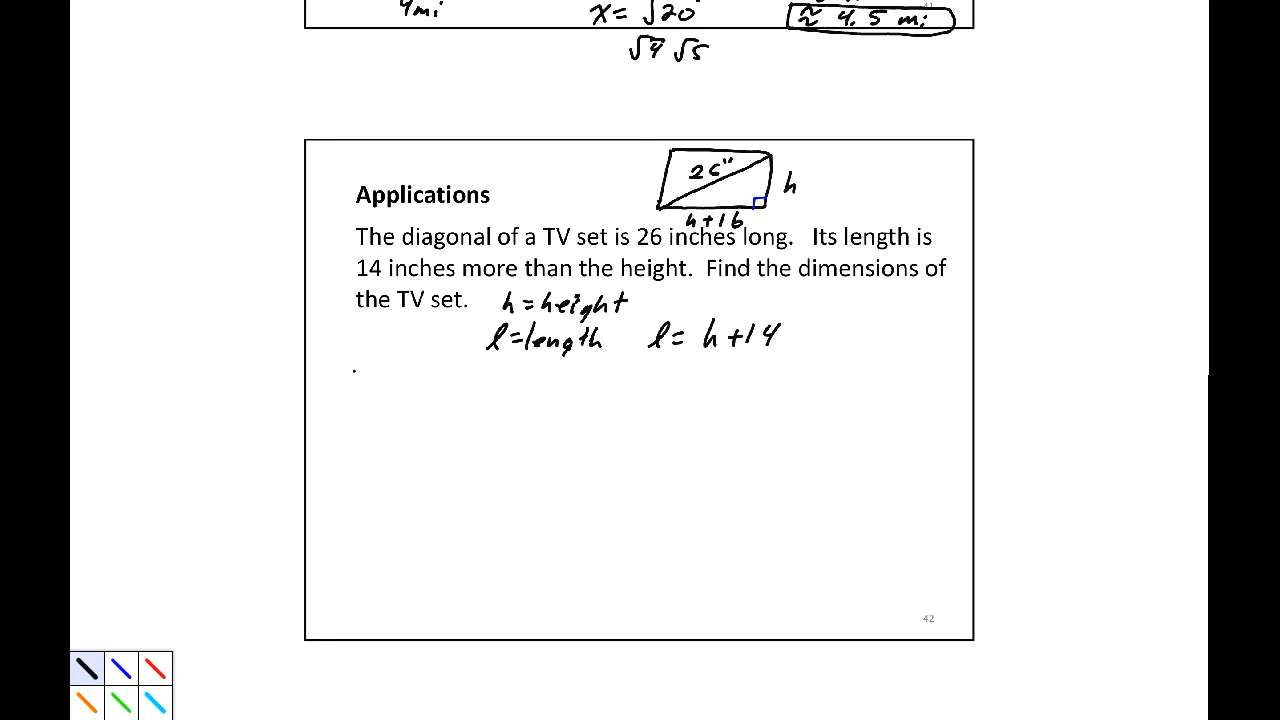 4mi
x = √20
≈ 4.5 mi
41
√4 √5
26"
h
Applications
h+16
The diagonal of a TV set is 26 inches long. Its length is
14 inches more than the height. Find the dimensions of
the TV set. h = height
l = length l = h + 14
42